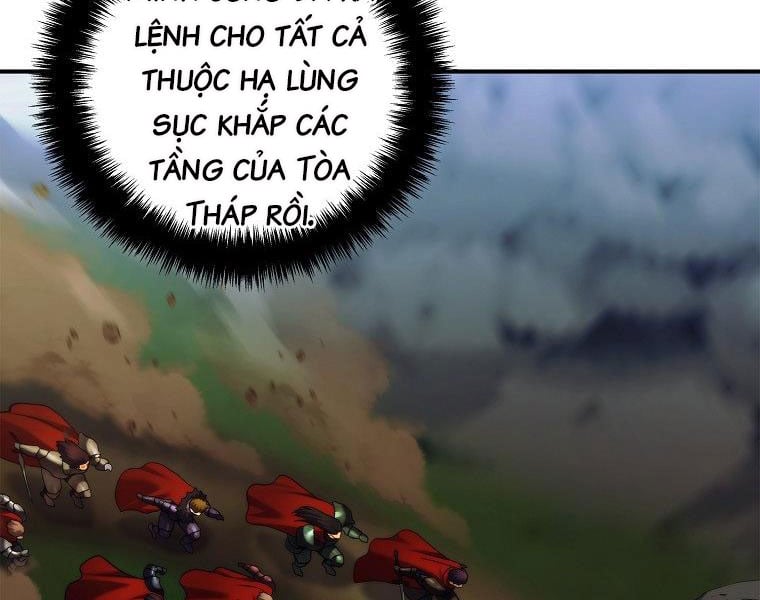 LỆNH CHO TẤT CẢ
THUỘC HẠ LÙNG
SỤC KHẮP CÁC
TẦNG CỦA TÒA
THÁP RỒI.